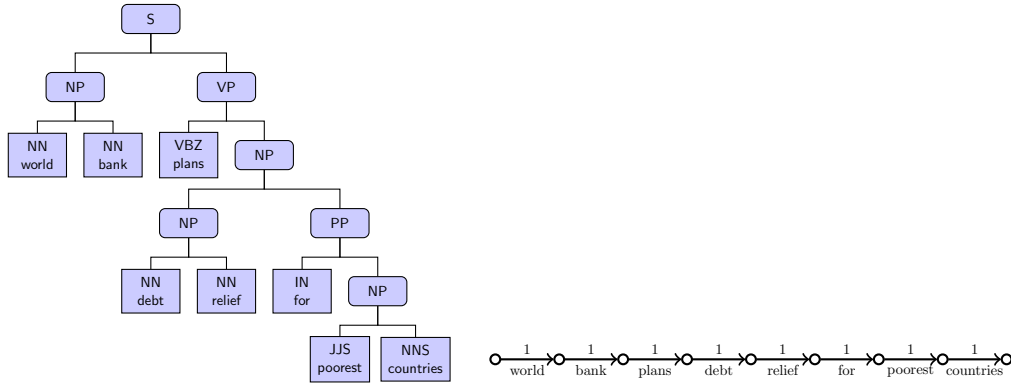 S
NP VP
NN NN VBZ NP
world bank plans
NP PP
NN NN IN NP
debt relief for
JJS NNS
poorest countries
1 1 1 1 1 1 1 1
world bank plans debt relief for poorest countries